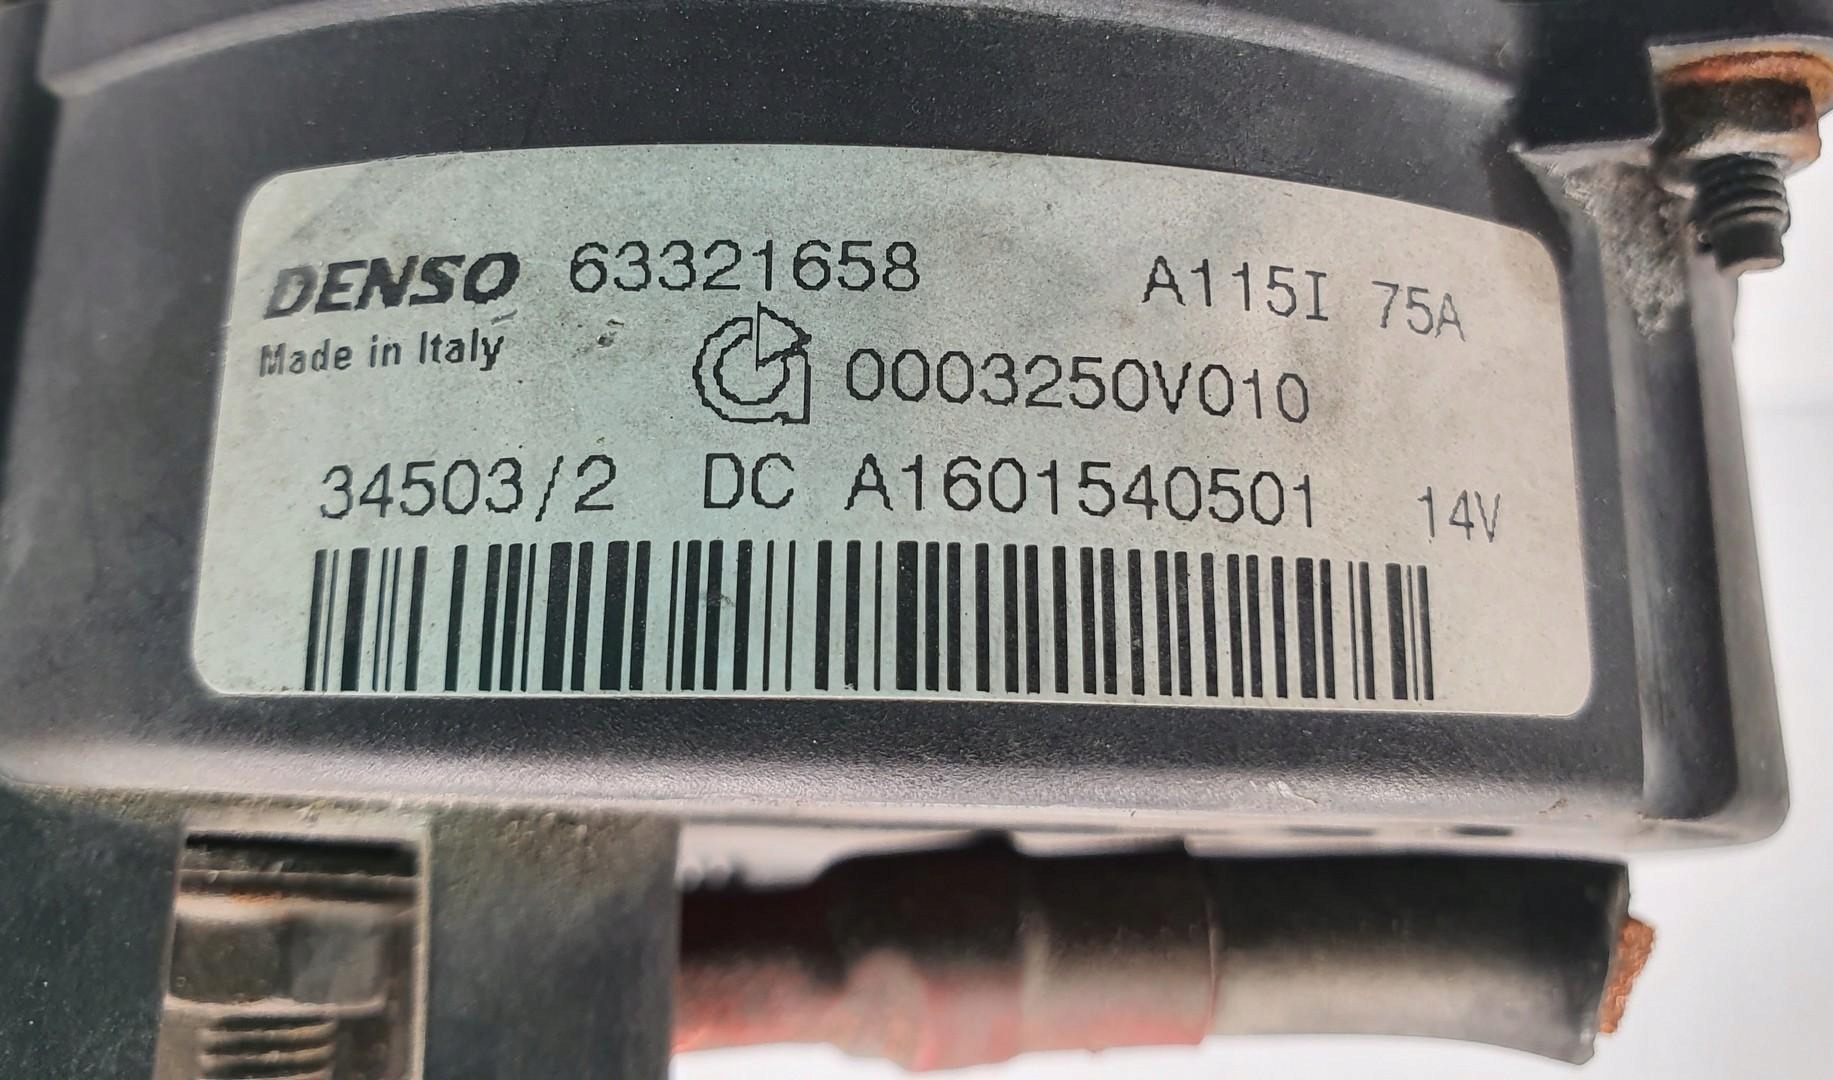 DENSO 63321658 A115I 75A
Made in Italy
0003250V010
34503/2 DC A1601540501 14V